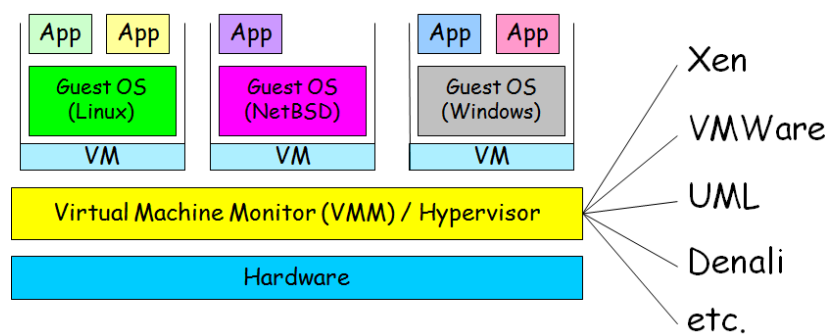 App App App App App
Guest OS
(Linux)
Guest OS
(NetBSD)
Guest OS
(Windows)
VM VM VM
Virtual Machine Monitor (VMM) / Hypervisor
Hardware
Xen
VMWare
UML
Denali
etc.